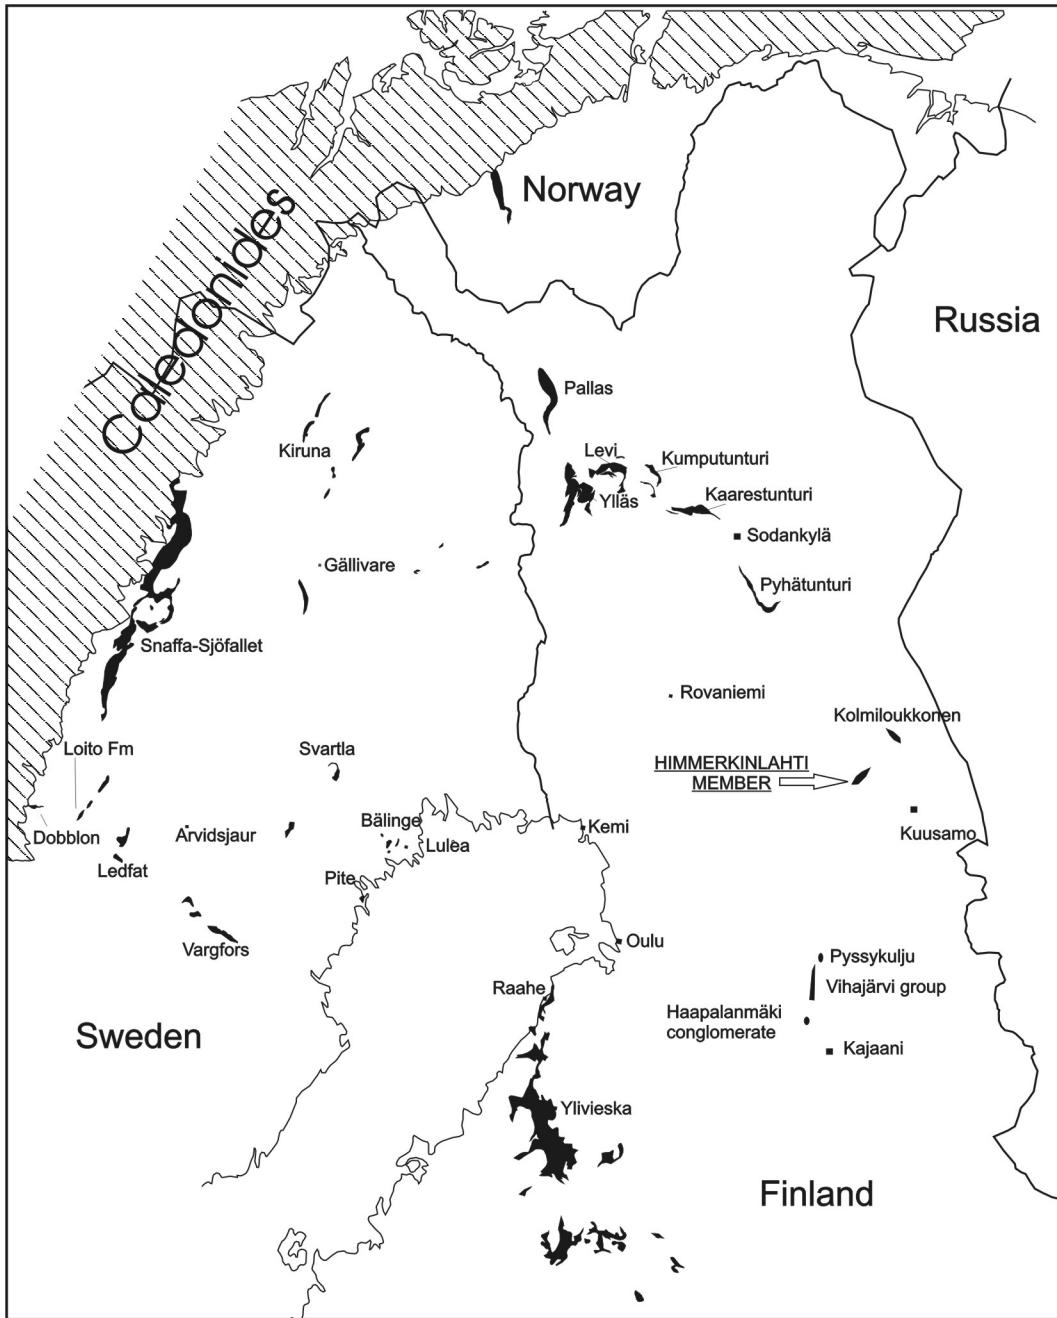 Norway
Caledonides
Russia
Pallas
Kiruna
Levi
Kumputunturi
Ylläs
Kaarestunturi
Sodankylä
Gällivare
Pyhätunturi
Snaffa-Sjöfallet
Rovaniemi
Kolmiloukkonen
Loito Fm
Svartla
HIMMERKINLAHTI
MEMBER
Dobblon
Arvidsjaur
Bälinge
Lulea
Kemi
Kuusamo
Ledfat
Pite
Vargfors
Oulu
Pyssykulju
Raahe
Vihajärvi group
Haapalanmäki
conglomerate
Sweden
Kajaani
Ylivieska
Finland